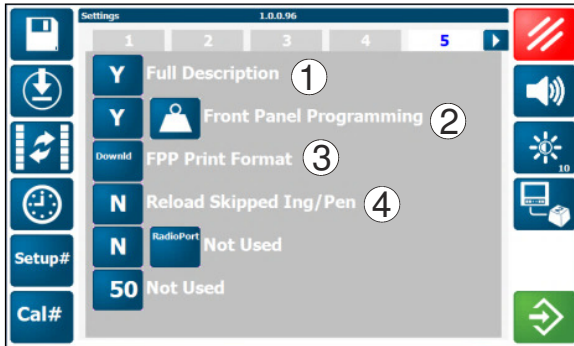 Settings 1.0.0.96
1 2 3 4 5
Y Full Description 1
Y Front Panel Programming 2
Downld FPP Print Format 3
N Reload Skipped Ing/Pen 4
N RadioPort Not Used
50 Not Used
Setup#
Cal#
10